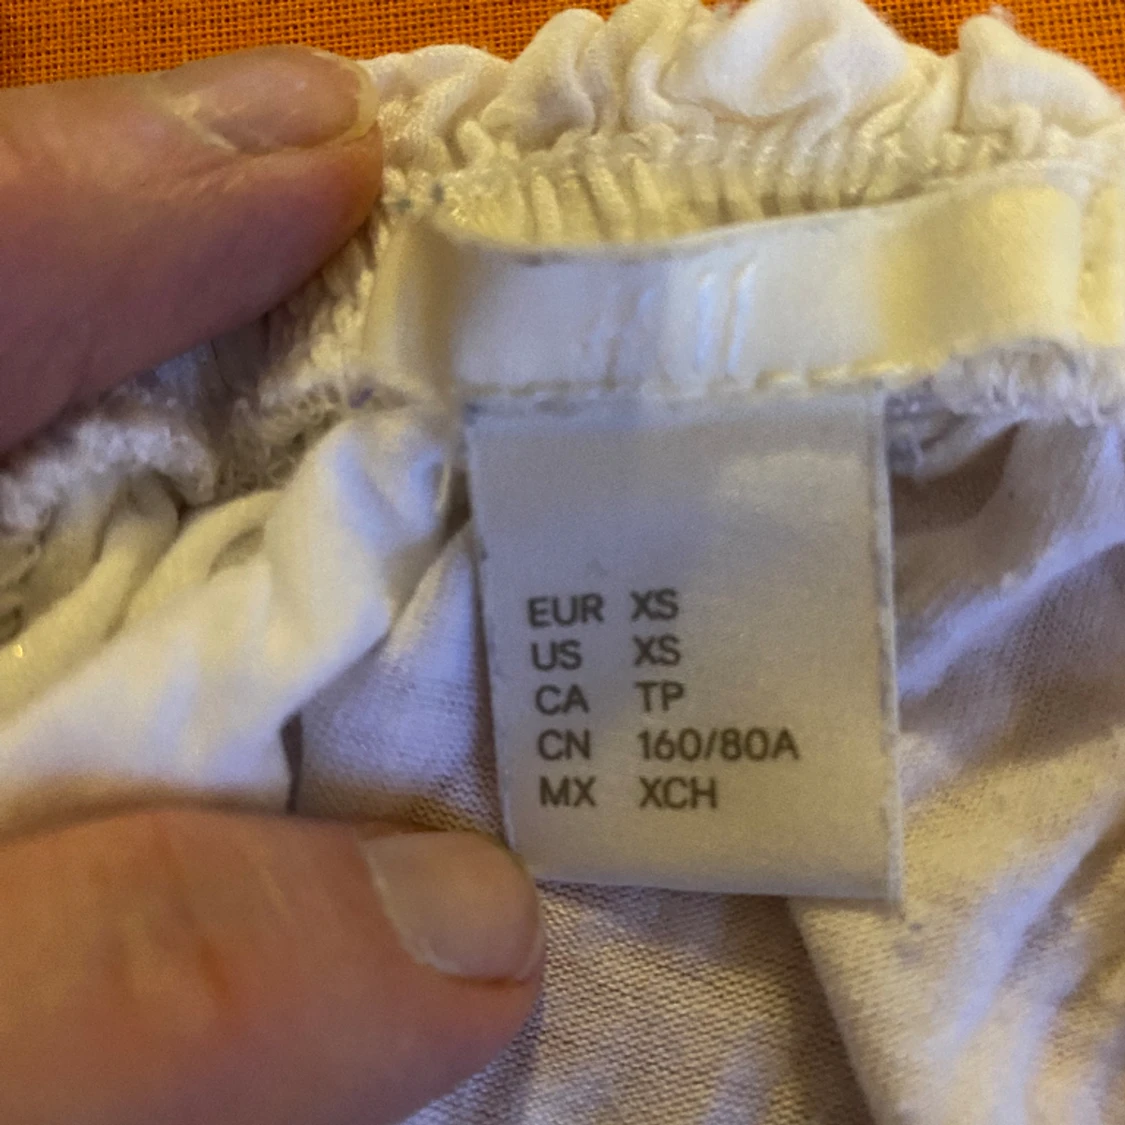 EUR XS
US XS
CA TP
CN 160/80A
MX XCH